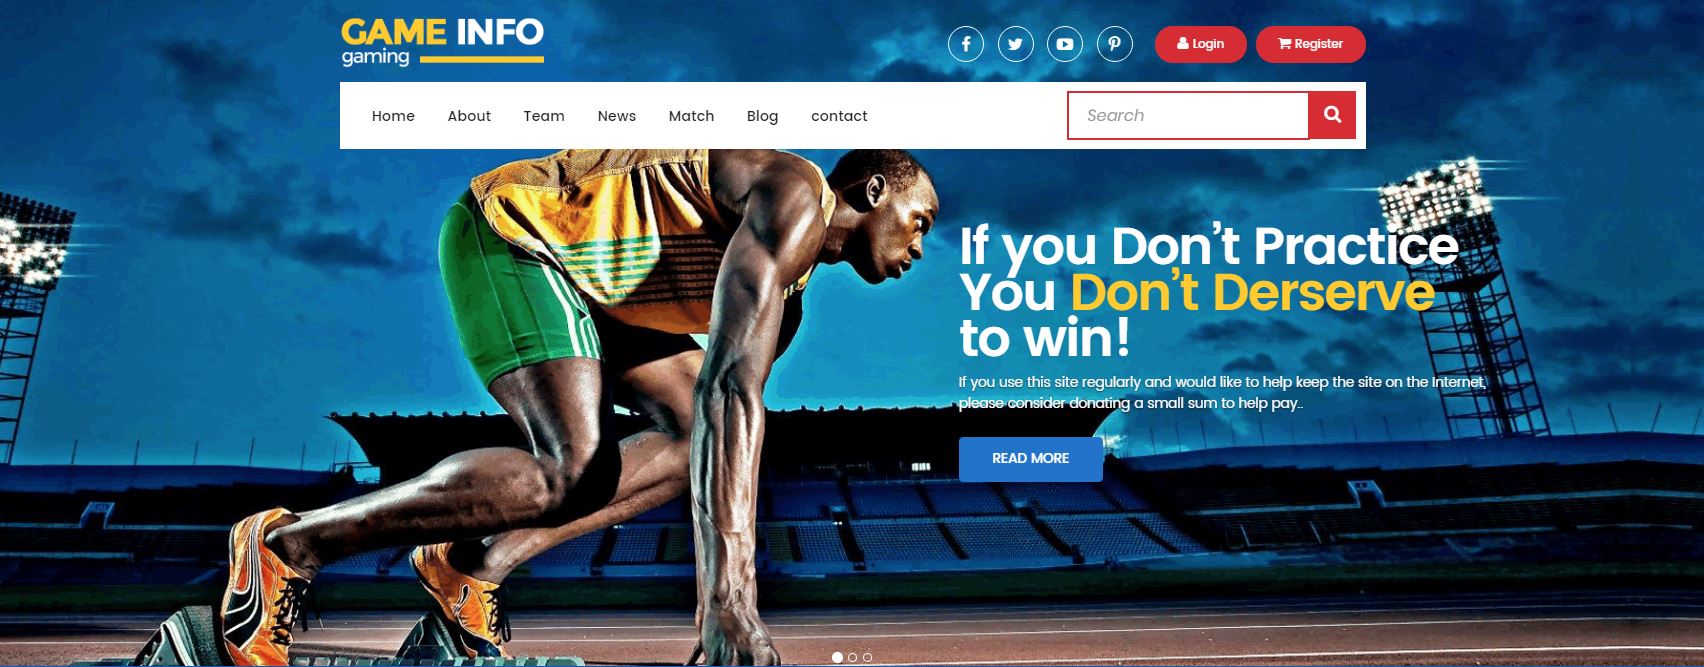 GAME INFO
gaming
Login
Register
Home
About
Team
News
Match
Blog
contact
Search
If you Don't Practice
You Don't Derserve
to win!
If you use this site regularly and would like to help keep the site on the Internet,
please consider donating a small sum to help pay..
READ MORE